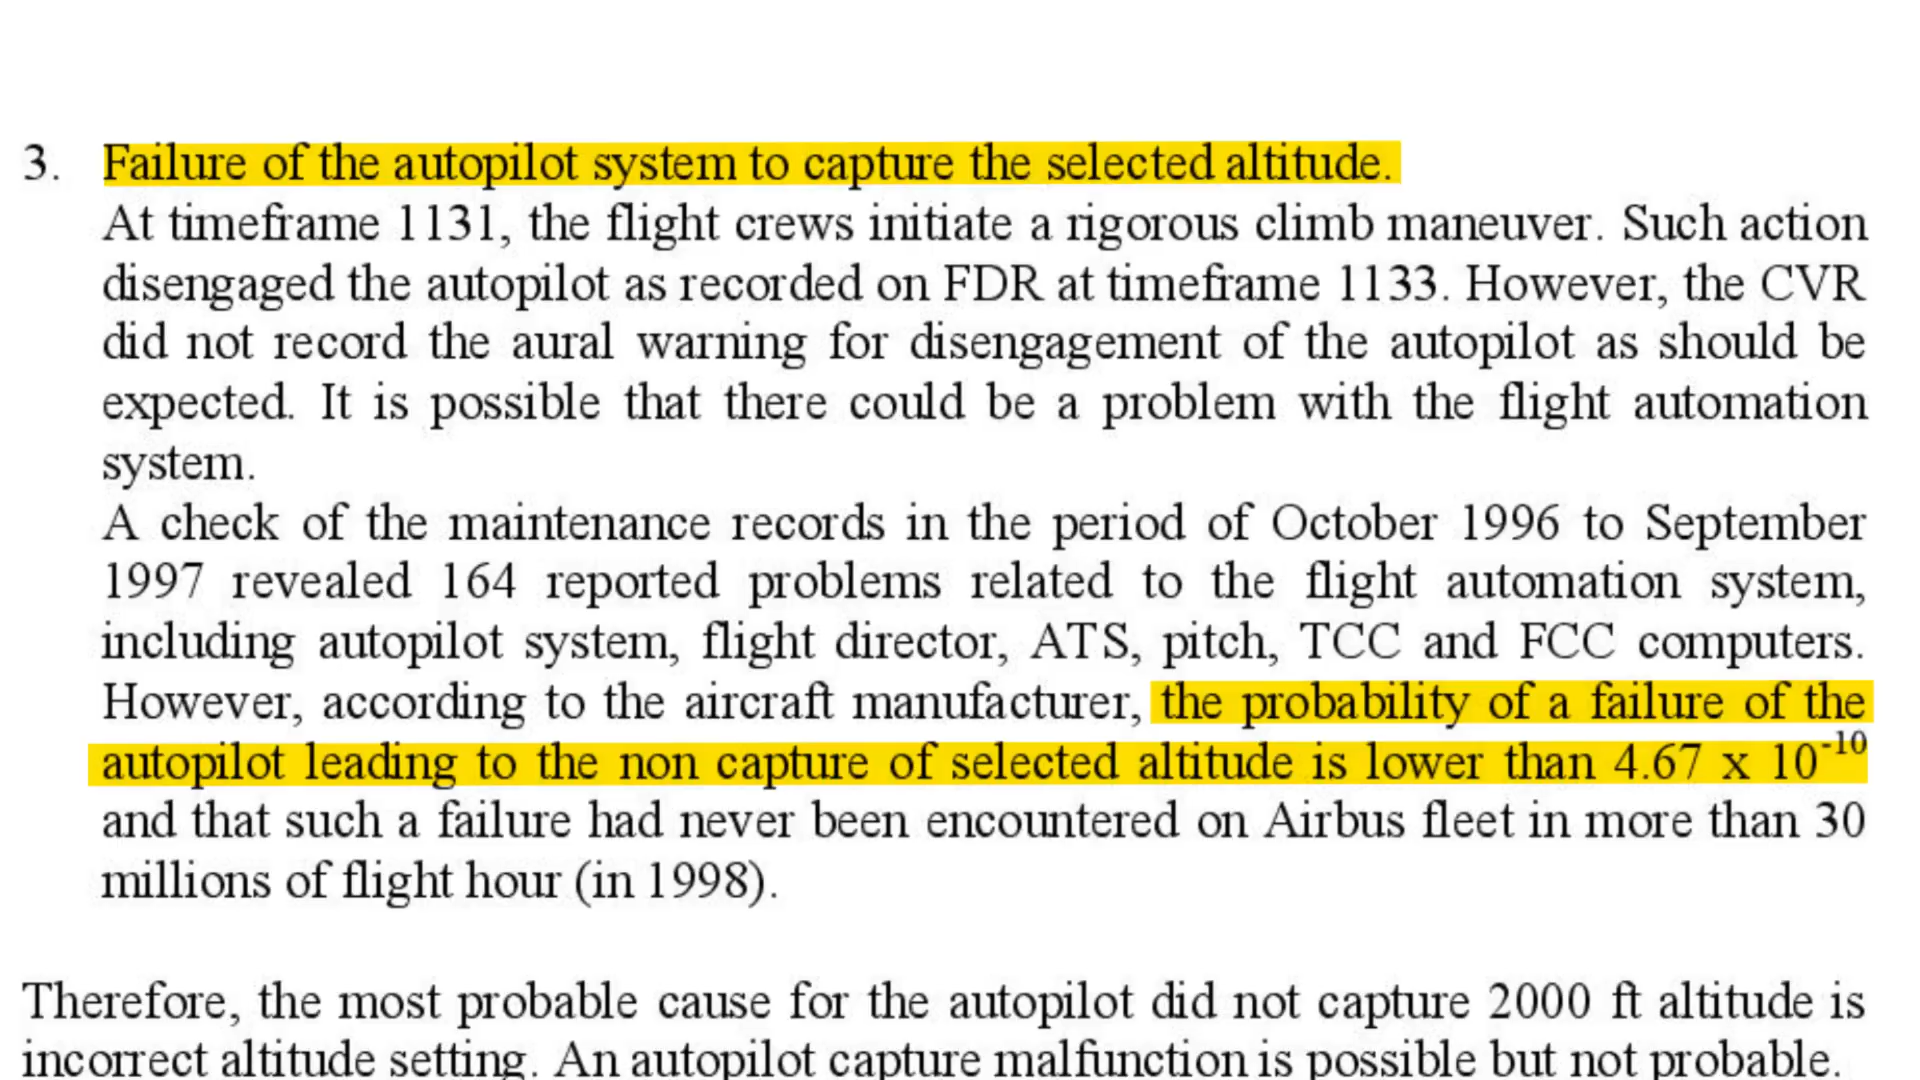 3. Failure of the autopilot system to capture the selected altitude.
At timeframe 1131, the flight crews initiate a rigorous climb maneuver. Such action
disengaged the autopilot as recorded on FDR at timeframe 1133. However, the CVR
did not record the aural warning for disengagement of the autopilot as should be
expected. It is possible that there could be a problem with the flight automation
system.
A check of the maintenance records in the period of October 1996 to September
1997 revealed 164 reported problems related to the flight automation system,
including autopilot system, flight director, ATS, pitch, TCC and FCC computers.
However, according to the aircraft manufacturer, the probability of a failure of the
autopilot leading to the non capture of selected altitude is lower than 4.67 x 10⁻¹⁰
and that such a failure had never been encountered on Airbus fleet in more than 30
millions of flight hour (in 1998).
Therefore, the most probable cause for the autopilot did not capture 2000 ft altitude is
incorrect altitude setting. An autopilot capture malfunction is possible but not probable.